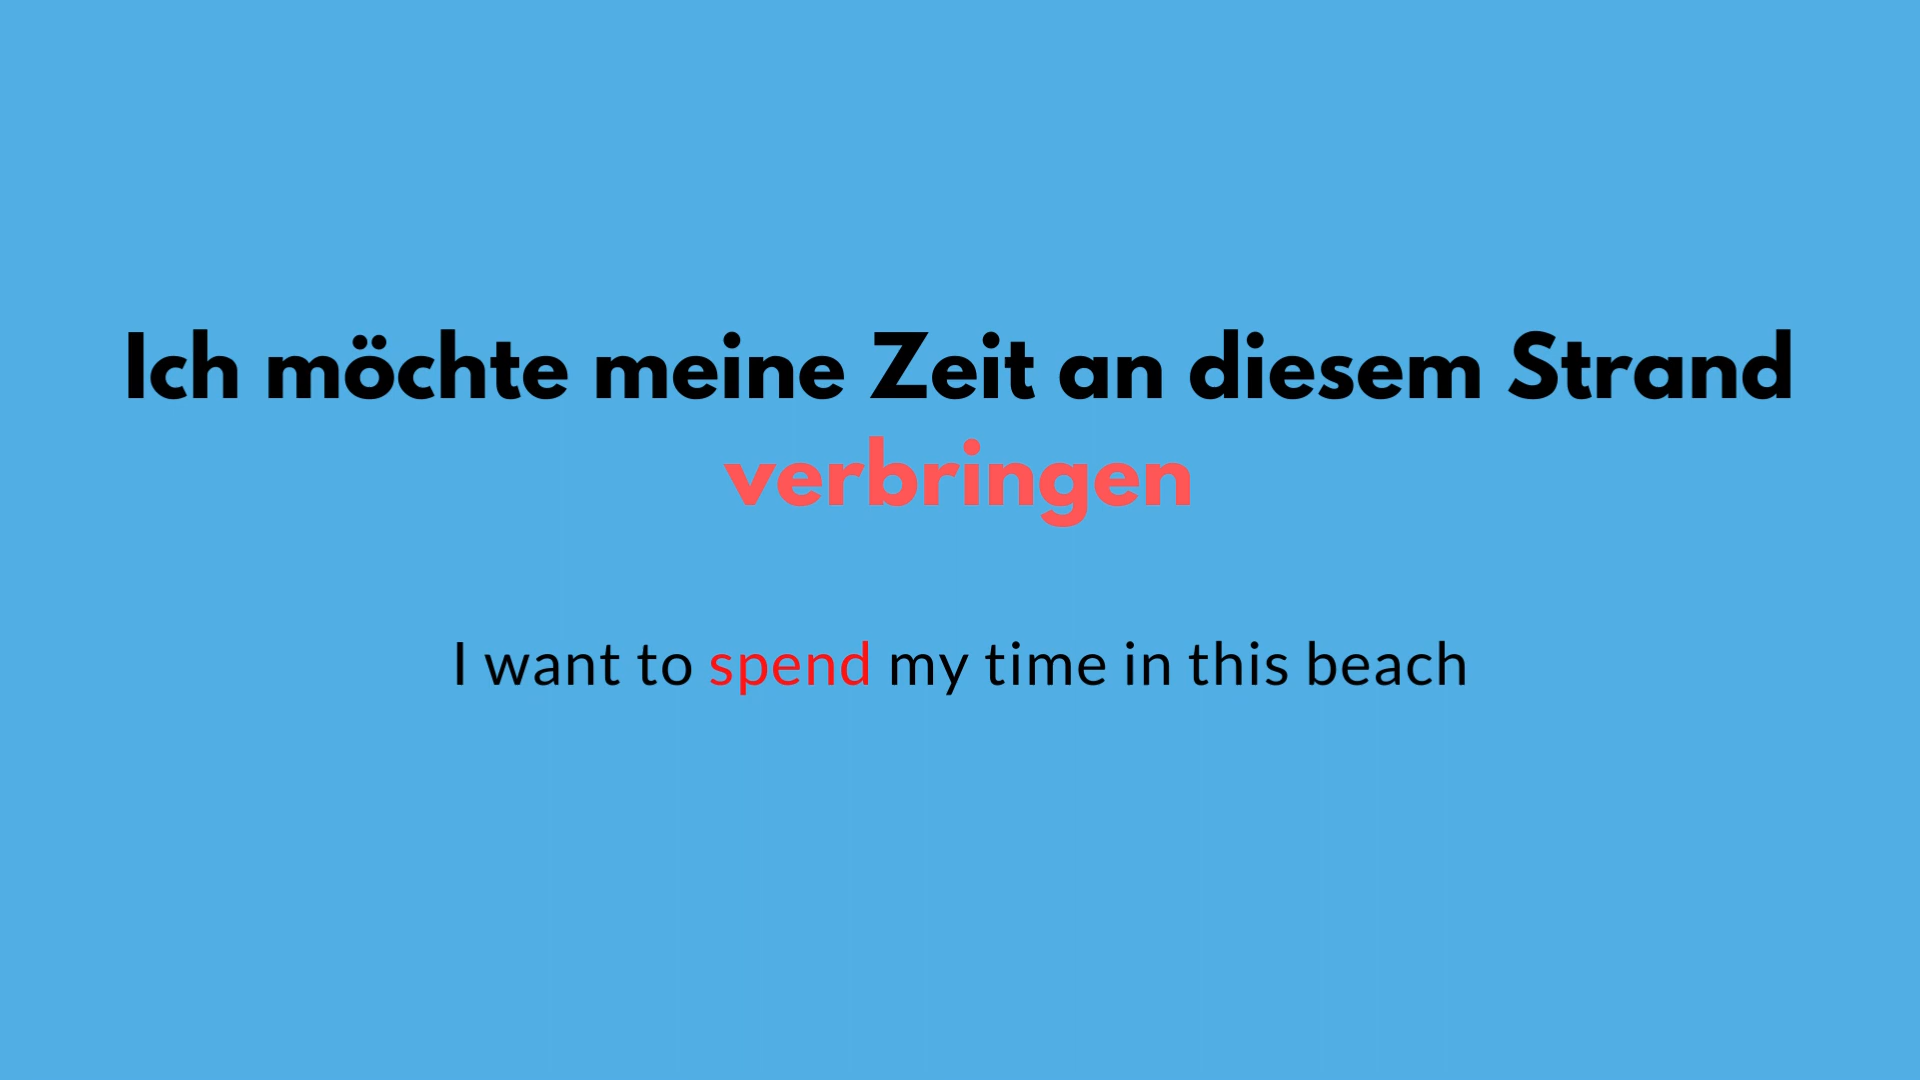 Ich möchte meine Zeit an diesem Strand
verbringen
I want to spend my time in this beach